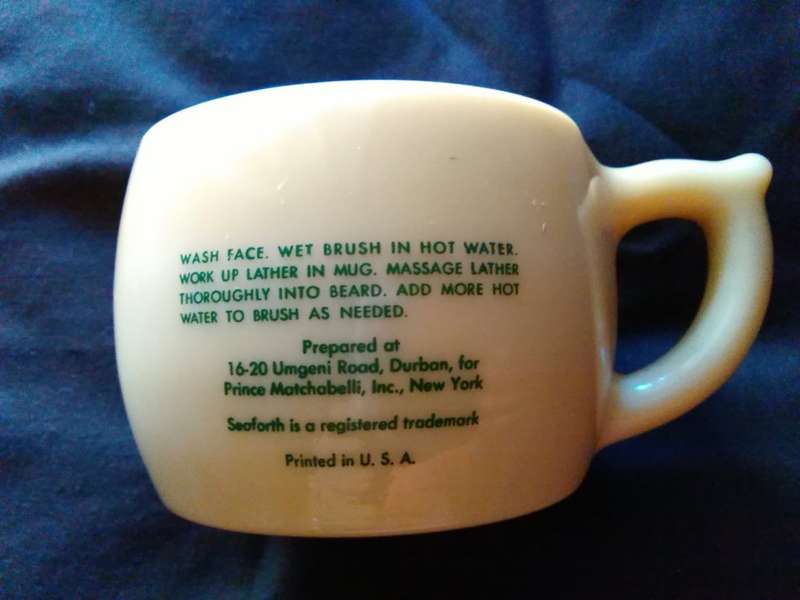 WASH FACE. WET BRUSH IN HOT WATER.
WORK UP LATHER IN MUG. MASSAGE LATHER
THOROUGHLY INTO BEARD. ADD MORE HOT
WATER TO BRUSH AS NEEDED.
Prepared at
16-20 Umgeni Road, Durban, for
Prince Matchabelli, Inc., New York
Seaforth is a registered trademark
Printed in U. S. A.